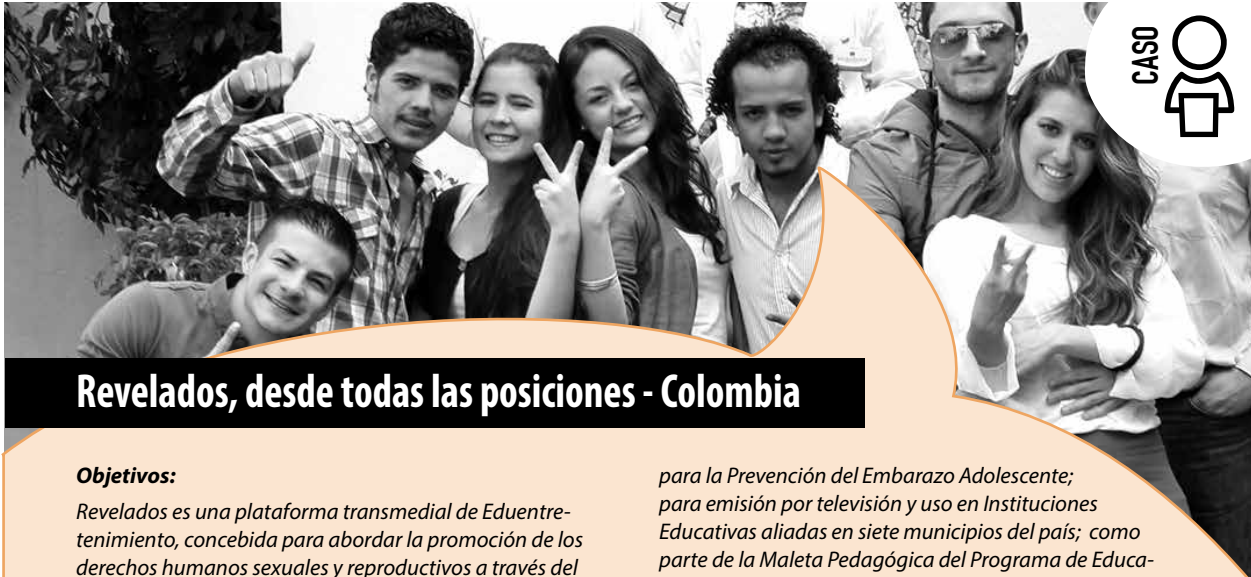 CASO
Revelados, desde todas las posiciones - Colombia
Objetivos:
Revelados es una plataforma transmedial de Eduentre-
tenimiento, concebida para abordar la promoción de los
derechos humanos sexuales y reproductivos a través del
para la Prevención del Embarazo Adolescente;
para emisión por televisión y uso en Instituciones
Educativas aliadas en siete municipios del país; como
parte de la Maleta Pedagógica del Programa de Educa-